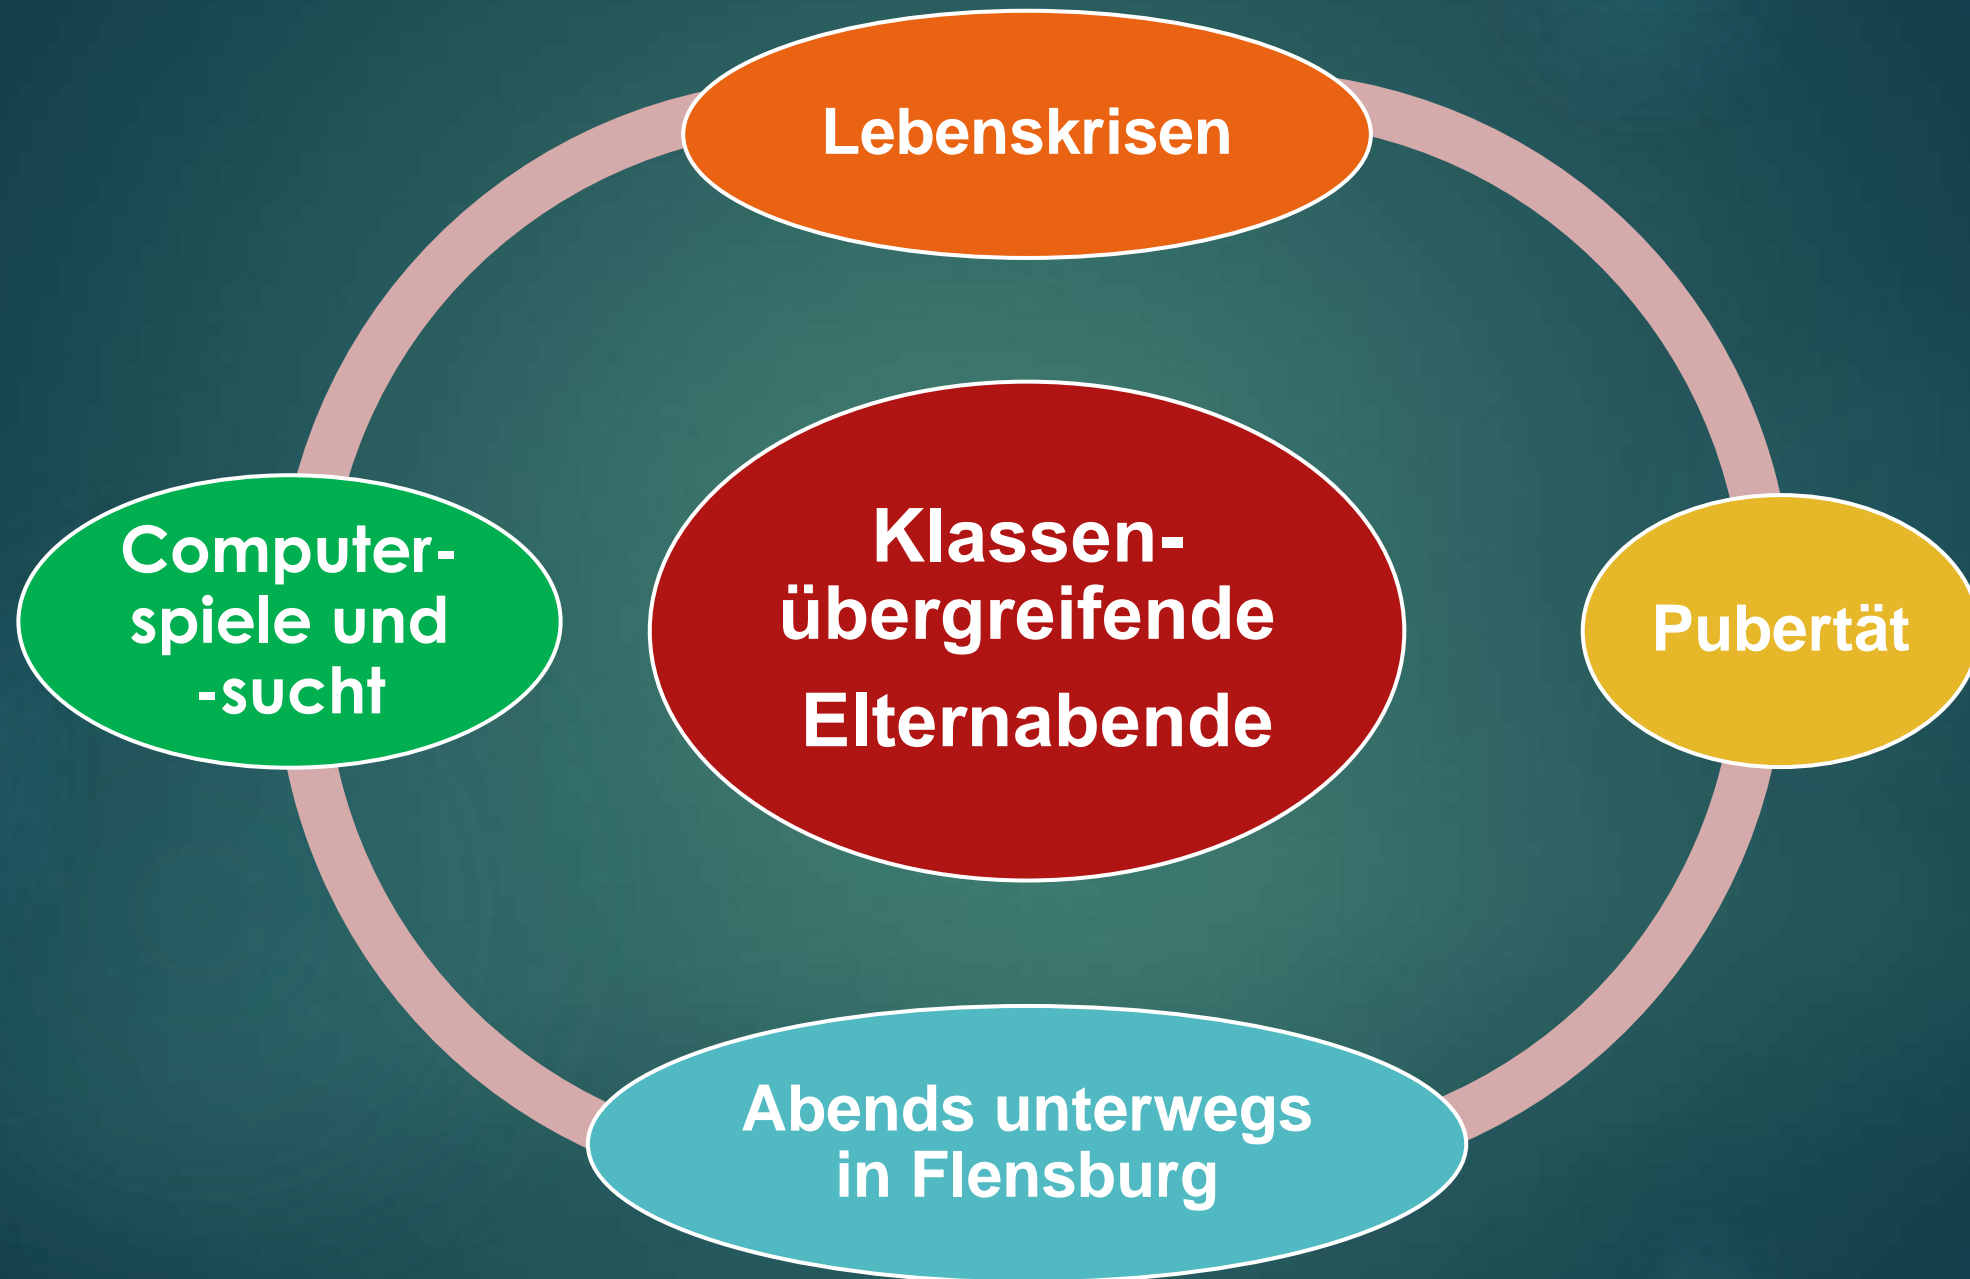 Lebenskrisen
Computer-
spiele und
-sucht
Klassen-
übergreifende
Elternabende
Pubertät
Abends unterwegs
in Flensburg